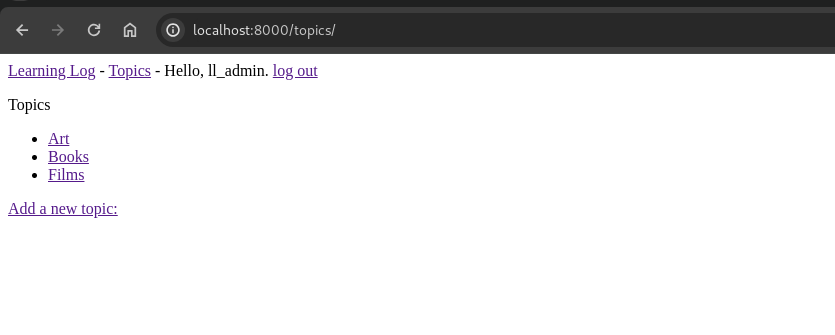 localhost:8000/topics/
Learning Log - Topics - Hello, ll_admin. log out
Topics
Art
Books
Films
Add a new topic: